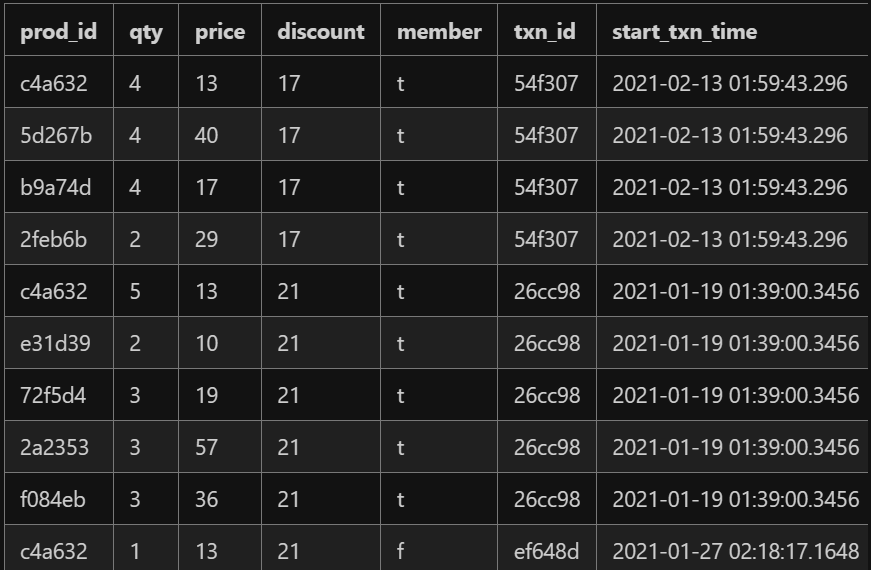 prod_id qty price discount member txn_id start_txn_time
c4a632 4 13 17 t 54f307 2021-02-13 01:59:43.296
5d267b 4 40 17 t 54f307 2021-02-13 01:59:43.296
b9a74d 4 17 17 t 54f307 2021-02-13 01:59:43.296
2feb6b 2 29 17 t 54f307 2021-02-13 01:59:43.296
c4a632 5 13 21 t 26cc98 2021-01-19 01:39:00.3456
e31d39 2 10 21 t 26cc98 2021-01-19 01:39:00.3456
72f5d4 3 19 21 t 26cc98 2021-01-19 01:39:00.3456
2a2353 3 57 21 t 26cc98 2021-01-19 01:39:00.3456
f084eb 3 36 21 t 26cc98 2021-01-19 01:39:00.3456
c4a632 1 13 21 f ef648d 2021-01-27 02:18:17.1648